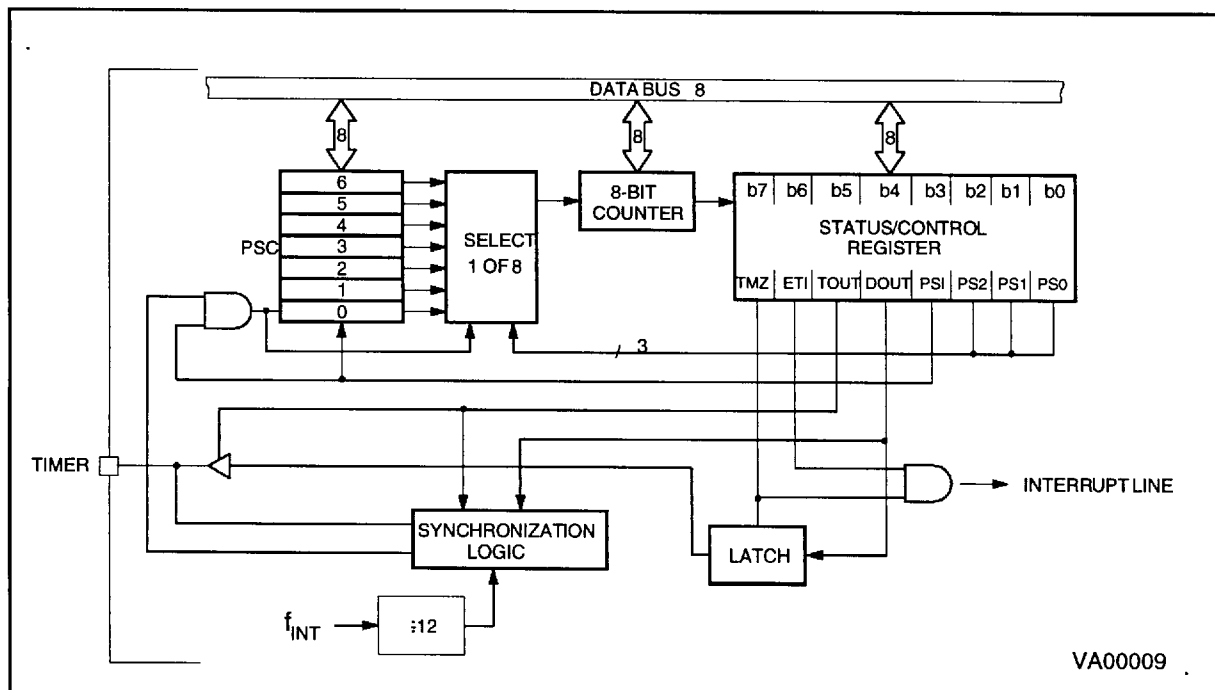 DATA BUS 8
8
8
8
6
5
4
3
2
1
0
PSC
SELECT
1 OF 8
8-BIT
COUNTER
b7 b6 b5 b4 b3 b2 b1 b0
STATUS/CONTROL
REGISTER
TMZ ETI TOUT DOUT PSI PS2 PS1 PS0
3
TIMER
SYNCHRONIZATION
LOGIC
LATCH
INTERRUPT LINE
fINT
÷12
VA00009